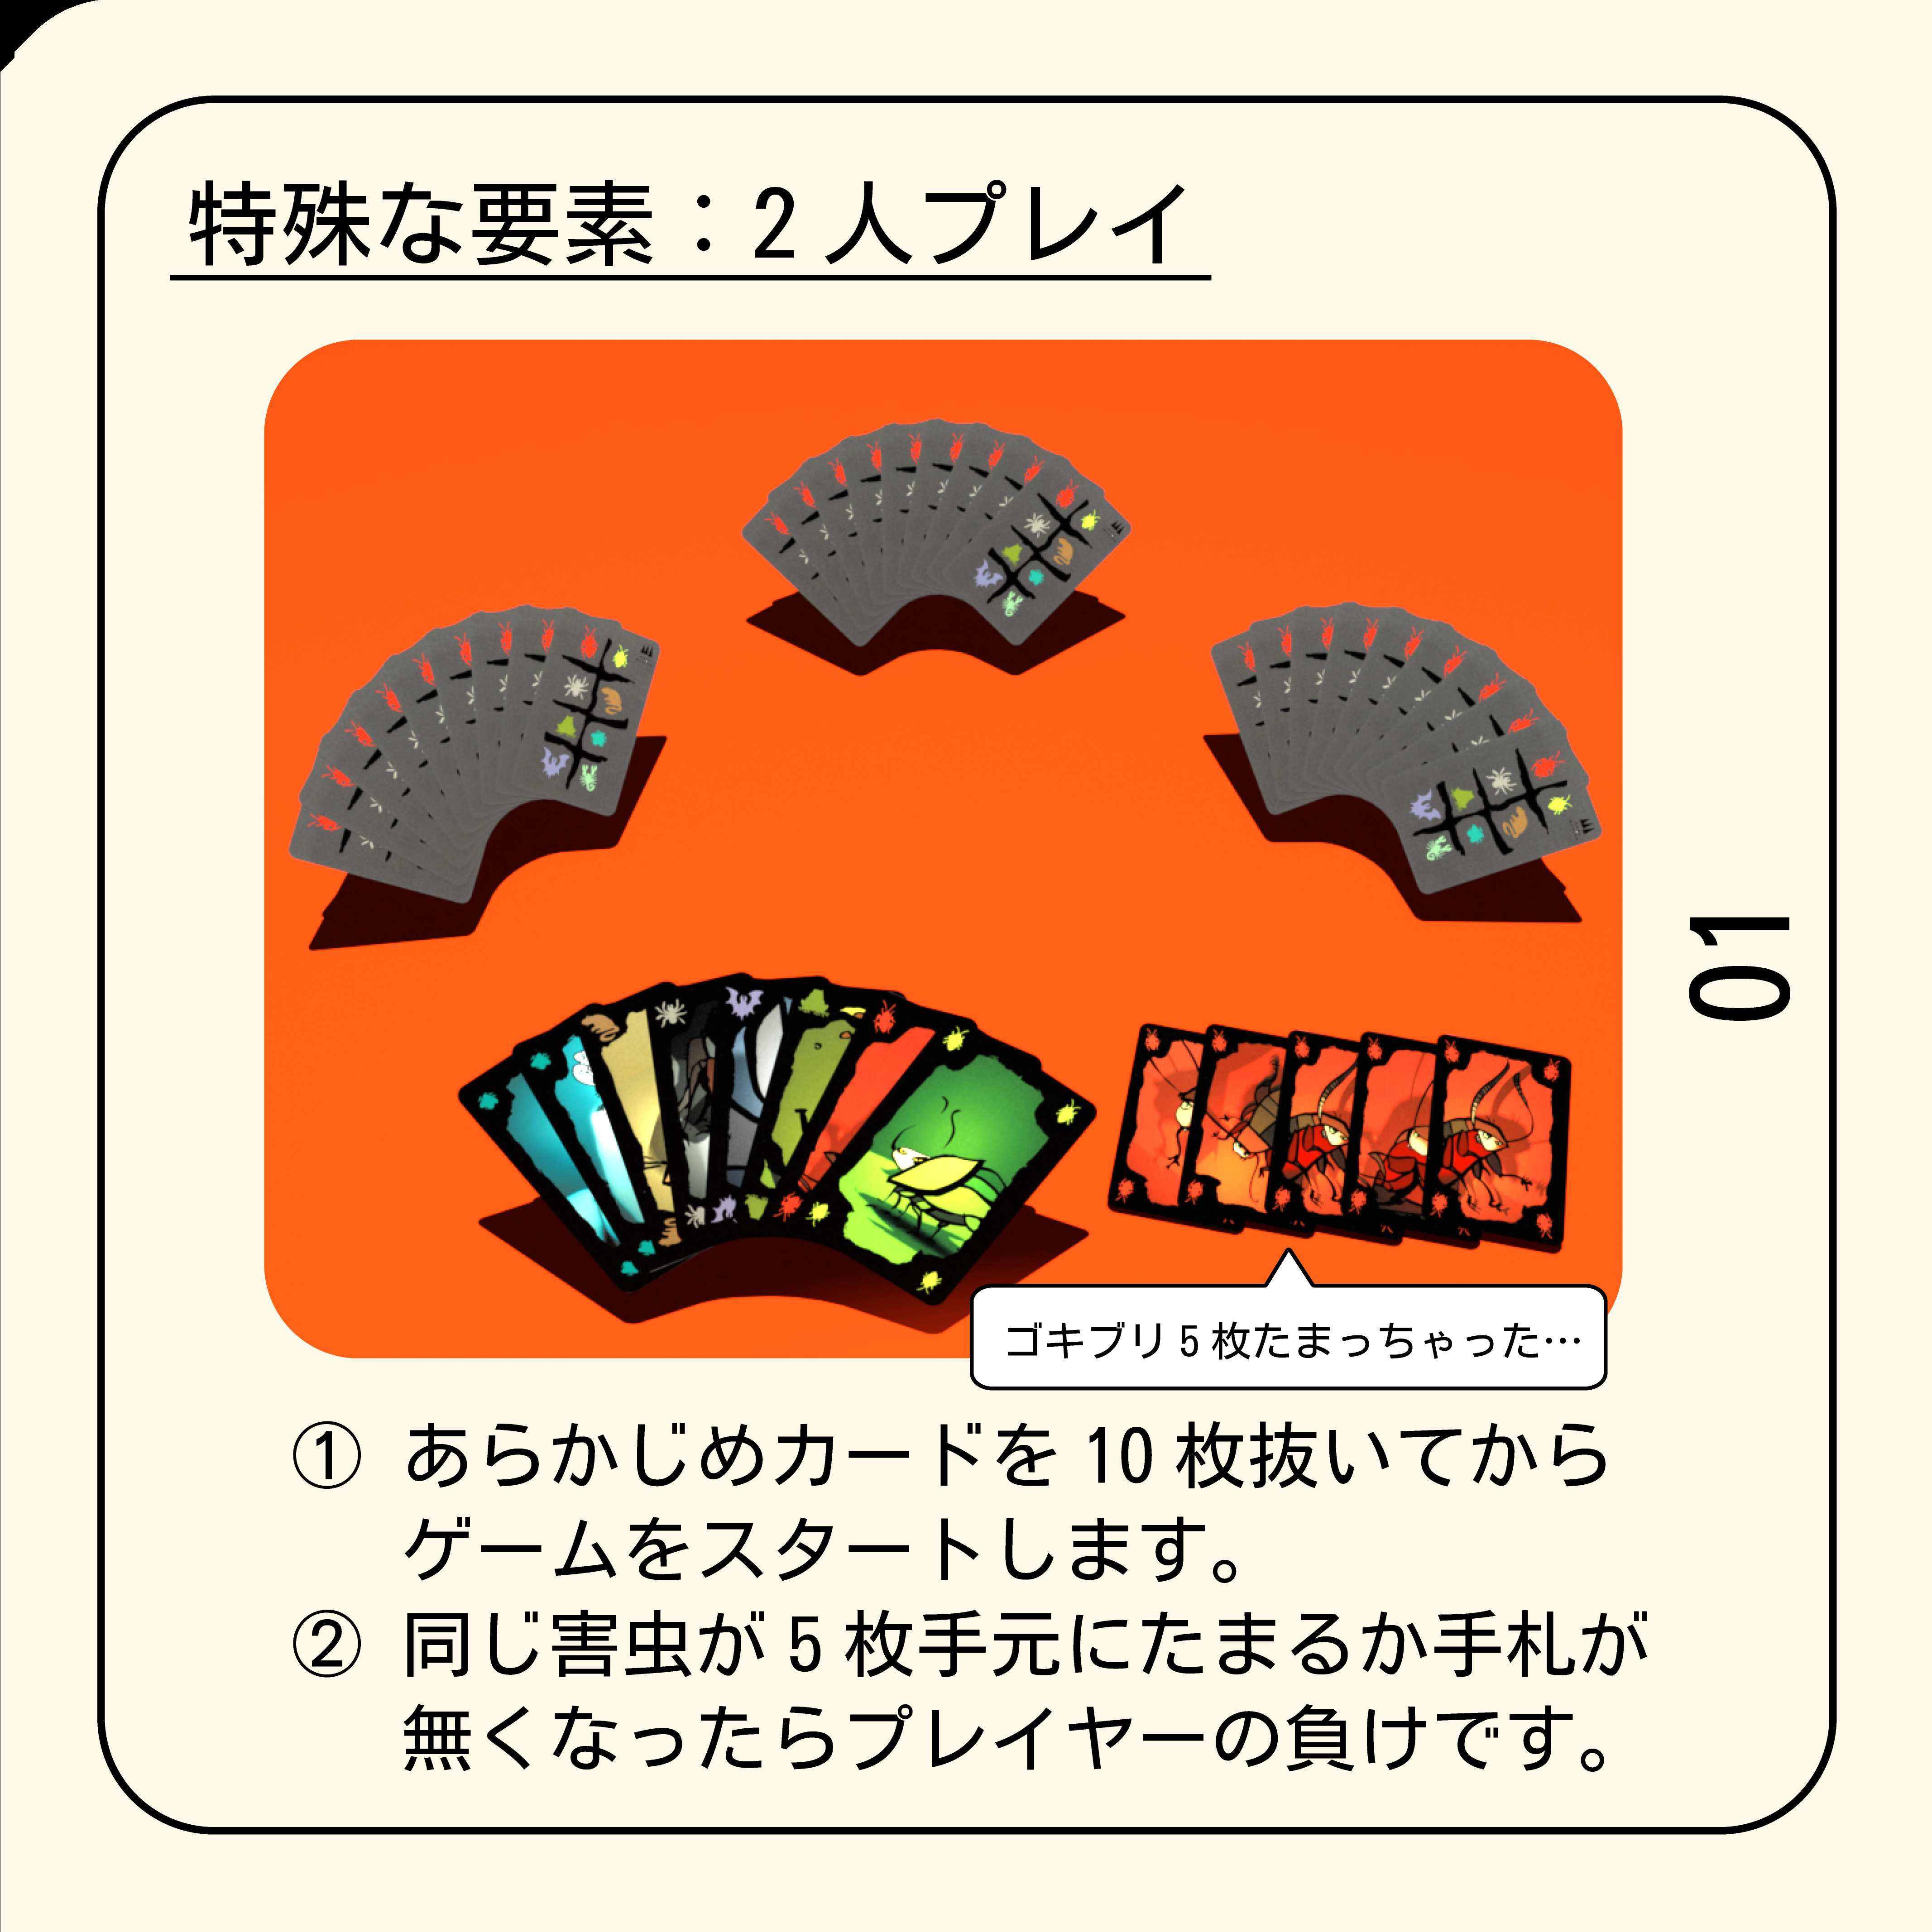 特殊な要素：2人プレイ
01
ゴキブリ5枚たまっちゃった…
① あらかじめカードを10枚抜いてから
ゲームをスタートします。
② 同じ害虫が5枚手元にたまるか手札が
無くなったらプレイヤーの負けです。